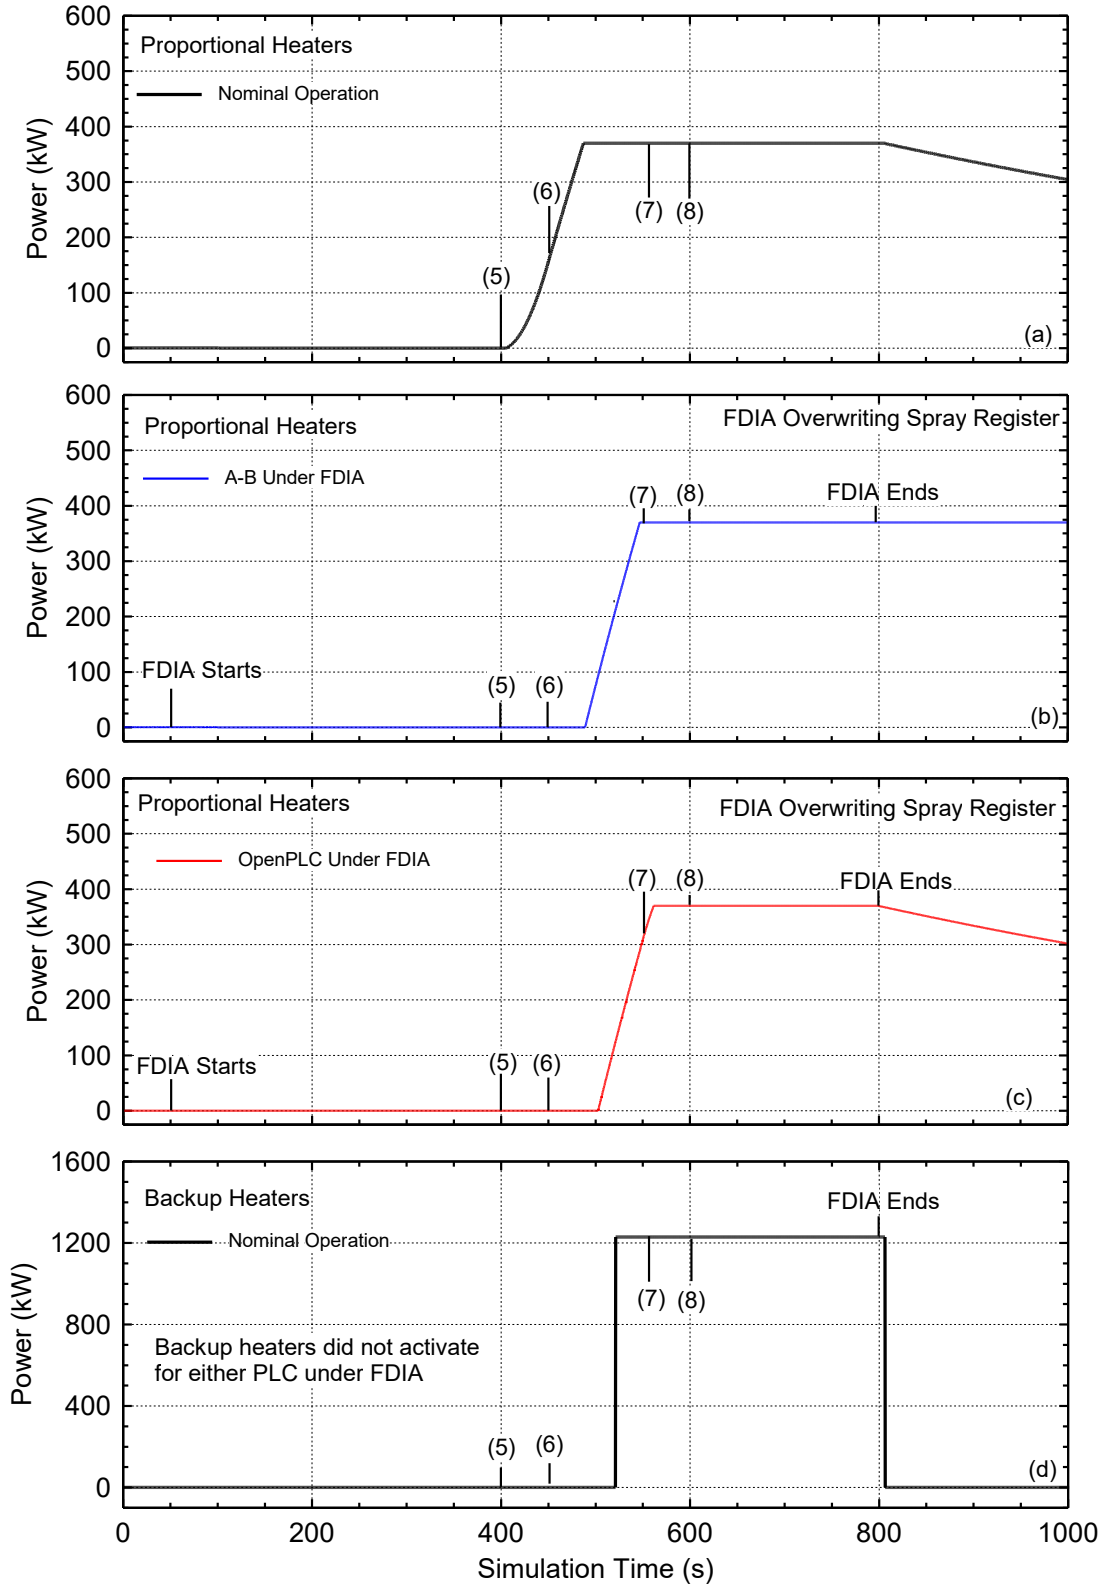 600
500
400
300
200
100
0
Power (kW)
Proportional Heaters
Nominal Operation
(5)
(6)
(7)
(8)
(a)
600
500
400
300
200
100
0
Power (kW)
Proportional Heaters
FDIA Overwriting Spray Register
A-B Under FDIA
FDIA Starts
(5)
(6)
(7)
(8)
FDIA Ends
(b)
600
500
400
300
200
100
0
Power (kW)
Proportional Heaters
FDIA Overwriting Spray Register
OpenPLC Under FDIA
FDIA Starts
(5)
(6)
(7)
(8)
FDIA Ends
(c)
1600
1200
800
400
0
Power (kW)
Backup Heaters
Nominal Operation
FDIA Ends
(7)
(8)
Backup heaters did not activate
for either PLC under FDIA
(5)
(6)
(d)
0
200
400
600
800
1000
Simulation Time (s)